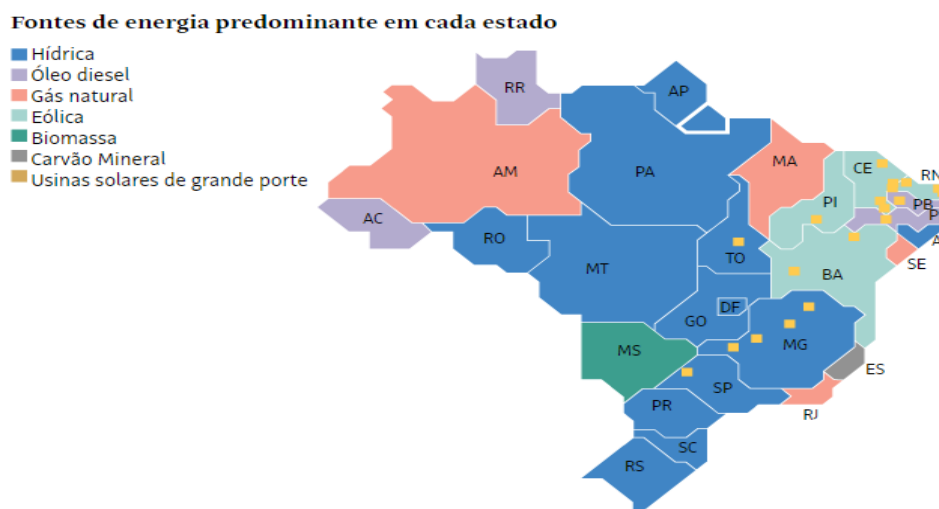 Fontes de energia predominante em cada estado
Hídrica
Óleo diesel
Gás natural
Eólica
Biomassa
Carvão Mineral
Usinas solares de grande porte
RR
AP
AM
PA
MA
CE
RN
PI
PB
P
A
AC
RO
TO
SE
MT
BA
DF
GO
MS
MG
ES
SP
RJ
PR
SC
RS